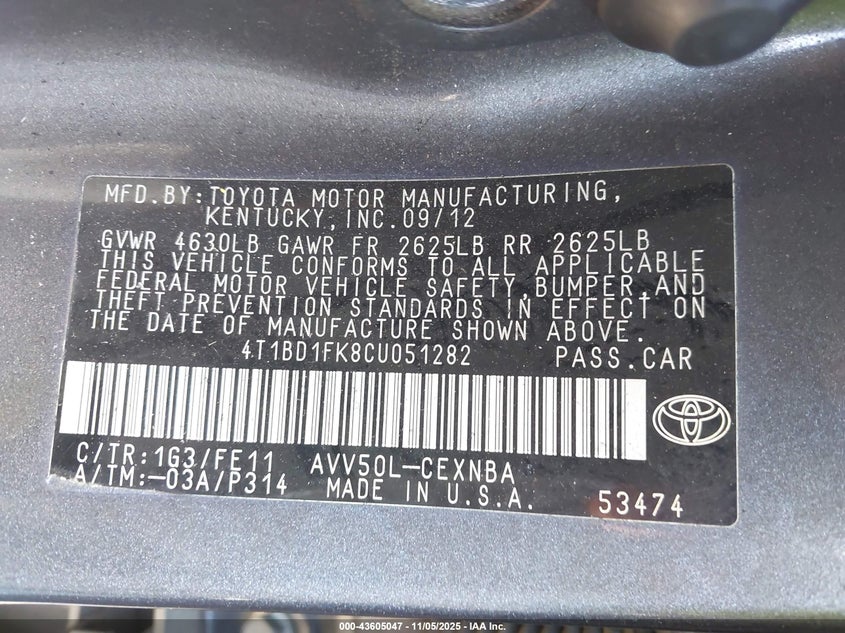 MFD.BY:TOYOTA MOTOR MANUFACTURING,
KENTUCKY,INC.09/12
GVWR 4630LB GAWR FR 2625LB RR 2625LB
THIS VEHICLE CONFORMS TO ALL APPLICABLE
FEDERAL MOTOR VEHICLE SAFETY,BUMPER,AND
THEFT PREVENTION STANDARDS IN EFFECT ON
THE DATE OF MANUFACTURE SHOWN ABOVE.
4T1BD1FK8CU051282 PASS.CAR
C/TR:1G3/FE11 AVV50L-CEXNBA
A/TM:-03A/P314 MADE IN U.S.A. 53474
000-43605047 - 11/05/2025 - IAA Inc.